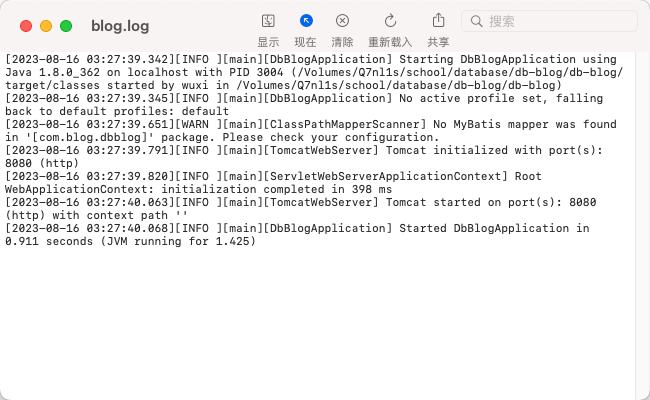 blog.log
搜索
显示 现在 清除 重新载入 共享
[2023-08-16 03:27:39.342][INFO ][main][DbBlogApplication] Starting DbBlogApplication using
Java 1.8.0_362 on localhost with PID 3004 (/Volumes/Q7nl1s/school/database/db-blog/db-blog/
target/classes started by wuxi in /Volumes/Q7nl1s/school/database/db-blog/db-blog)
[2023-08-16 03:27:39.345][INFO ][main][DbBlogApplication] No active profile set, falling
back to default profiles: default
[2023-08-16 03:27:39.651][WARN ][main][ClassPathMapperScanner] No MyBatis mapper was found
in '[com.blog.dbblog]' package. Please check your configuration.
[2023-08-16 03:27:39.791][INFO ][main][TomcatWebServer] Tomcat initialized with port(s):
8080 (http)
[2023-08-16 03:27:39.820][INFO ][main][ServletWebServerApplicationContext] Root
WebApplicationContext: initialization completed in 398 ms
[2023-08-16 03:27:40.063][INFO ][main][TomcatWebServer] Tomcat started on port(s): 8080
(http) with context path ''
[2023-08-16 03:27:40.068][INFO ][main][DbBlogApplication] Started DbBlogApplication in
0.911 seconds (JVM running for 1.425)